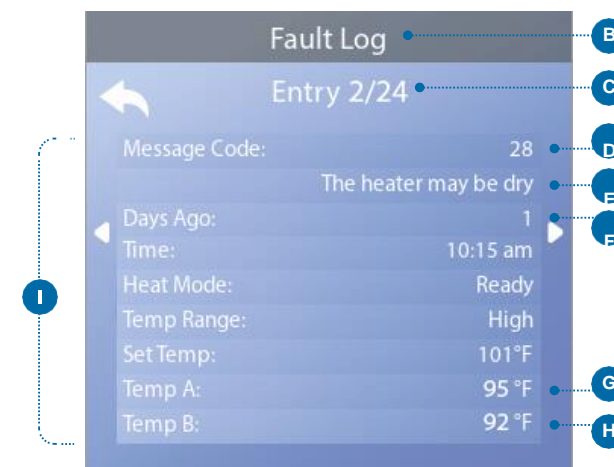 Fault Log
B
Entry 2/24
C
Message Code: 28
D
The heater may be dry
Days Ago: 1
Time: 10:15 am
Heat Mode: Ready
I
Temp Range: High
Set Temp: 101°F
Temp A: 95 °F
G
Temp B: 92 °F
H